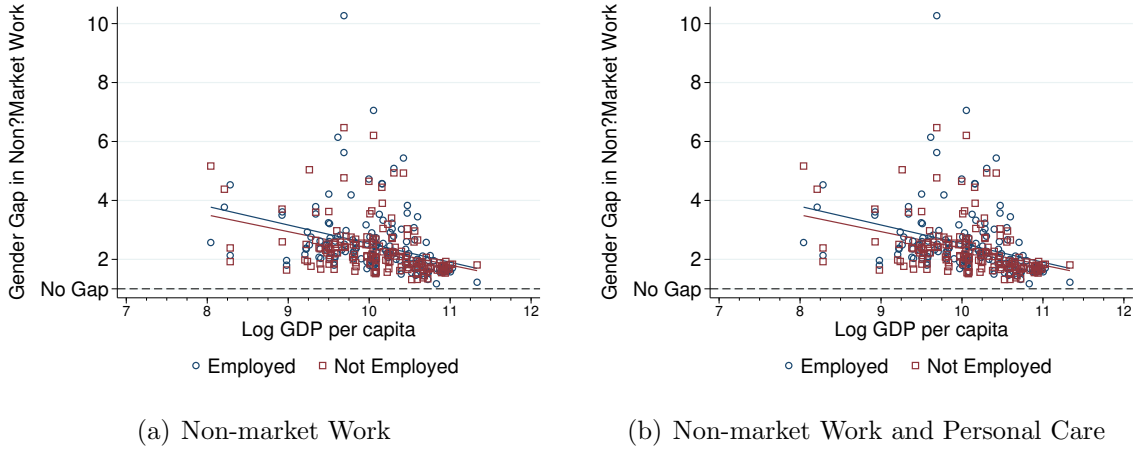 Gender Gap in Non?Market Work
10
8
6
4
2
No Gap
7 8 9 10 11 12
Log GDP per capita
Employed Not Employed
(a) Non-market Work
Gender Gap in Non?Market Work
10
8
6
4
2
No Gap
7 8 9 10 11 12
Log GDP per capita
Employed Not Employed
(b) Non-market Work and Personal Care